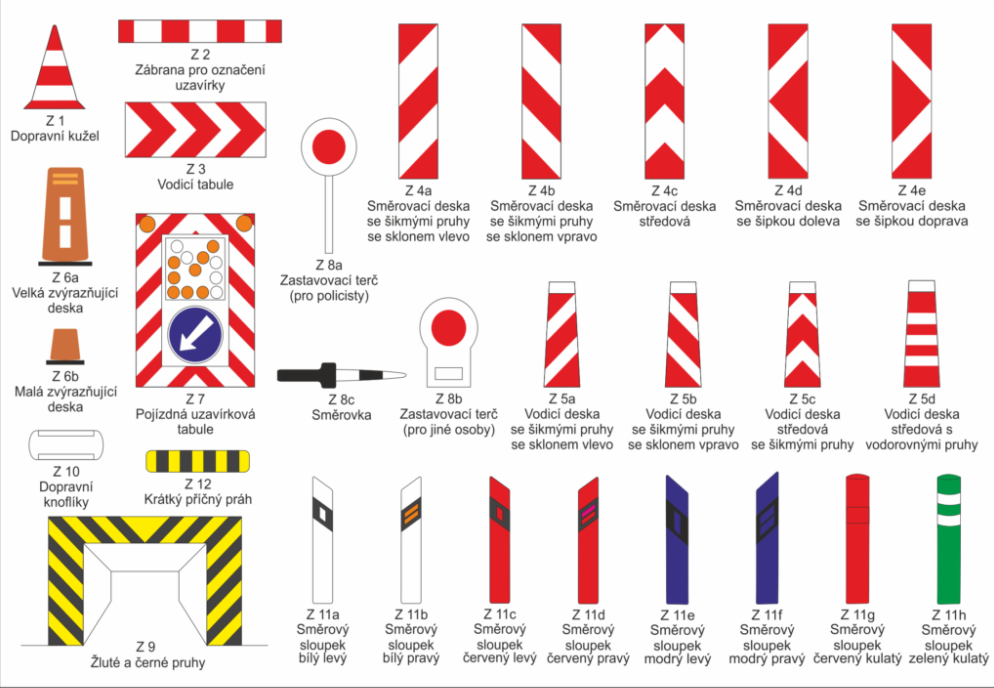 Z 1
Dopravní kužel
Z 2
Zábrana pro označení
uzavírky
Z 3
Vodicí tabule
Z 4a
Směrovací deska
se šikmými pruhy
se sklonem vlevo
Z 4b
Směrovací deska
se šikmými pruhy
se sklonem vpravo
Z 4c
Směrovací deska
středová
Z 4d
Směrovací deska
se šipkou doleva
Z 4e
Směrovací deska
se šipkou doprava
Z 6a
Velká zvýrazňující
deska
Z 8a
Zastavovací terč
(pro policisty)
Z 6b
Malá zvýrazňující
deska
Z 7
Pojízdná uzavírková
tabule
Z 8c
Směrovka
Z 8b
Zastavovací terč
(pro jiné osoby)
Z 5a
Vodicí deska
se šikmými pruhy
se sklonem vlevo
Z 5b
Vodicí deska
se šikmými pruhy
se sklonem vpravo
Z 5c
Vodicí deska
středová
se šikmými pruhy
Z 5d
Vodicí deska
středová s
vodorovnými pruhy
Z 10
Dopravní
knoflíky
Z 12
Krátký příčný práh
Z 9
Žluté a černé pruhy
Z 11a
Směrový
sloupek
bílý levý
Z 11b
Směrový
sloupek
bílý pravý
Z 11c
Směrový
sloupek
červený levý
Z 11d
Směrový
sloupek
červený pravý
Z 11e
Směrový
sloupek
modrý levý
Z 11f
Směrový
sloupek
modrý pravý
Z 11g
Směrový
sloupek
červený kulatý
Z 11h
Směrový
sloupek
zelený kulatý